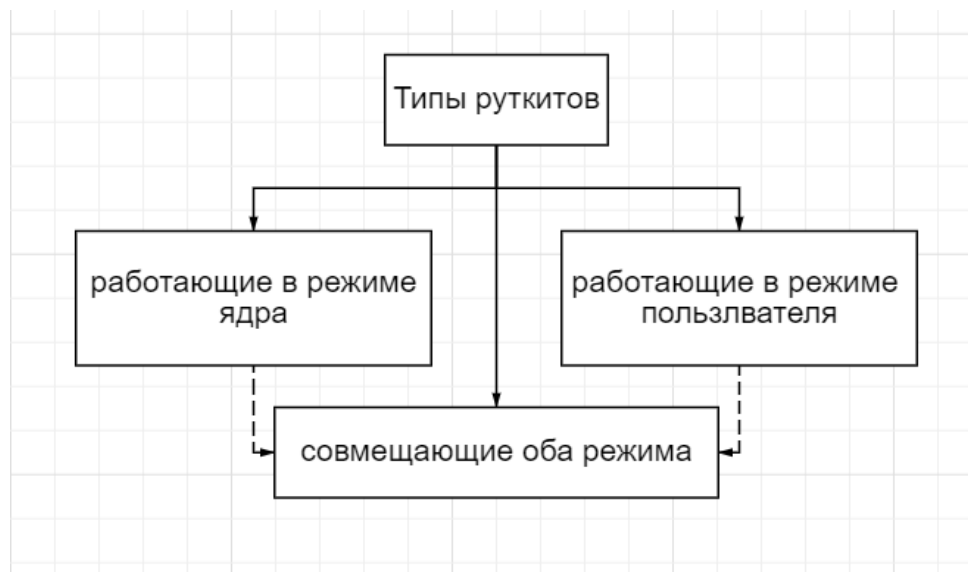 Типы руткитов
работающие в режиме
ядра
работающие в режиме
пользлвателя
совмещающие оба режима